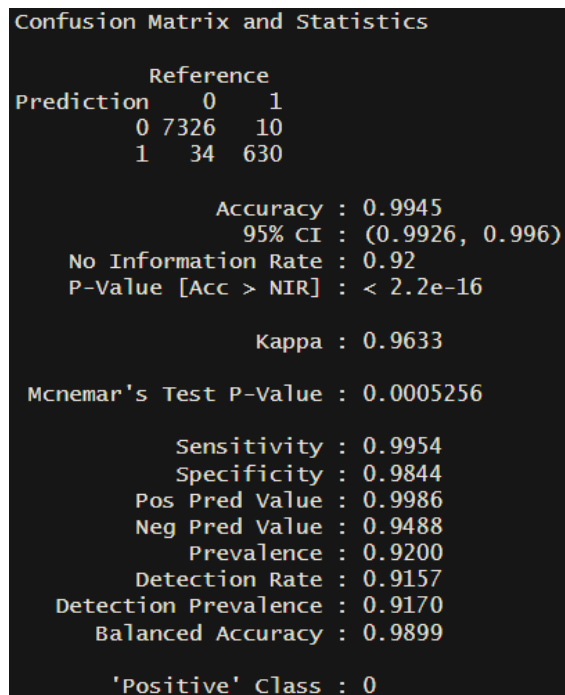 Confusion Matrix and Statistics
Reference
Prediction 0 1
0 7326 10
1 34 630
Accuracy : 0.9945
95% CI : (0.9926, 0.996)
No Information Rate : 0.92
P-Value [Acc > NIR] : < 2.2e-16
Kappa : 0.9633
Mcnemar's Test P-Value : 0.0005256
Sensitivity : 0.9954
Specificity : 0.9844
Pos Pred Value : 0.9986
Neg Pred Value : 0.9488
Prevalence : 0.9200
Detection Rate : 0.9157
Detection Prevalence : 0.9170
Balanced Accuracy : 0.9899
'Positive' Class : 0